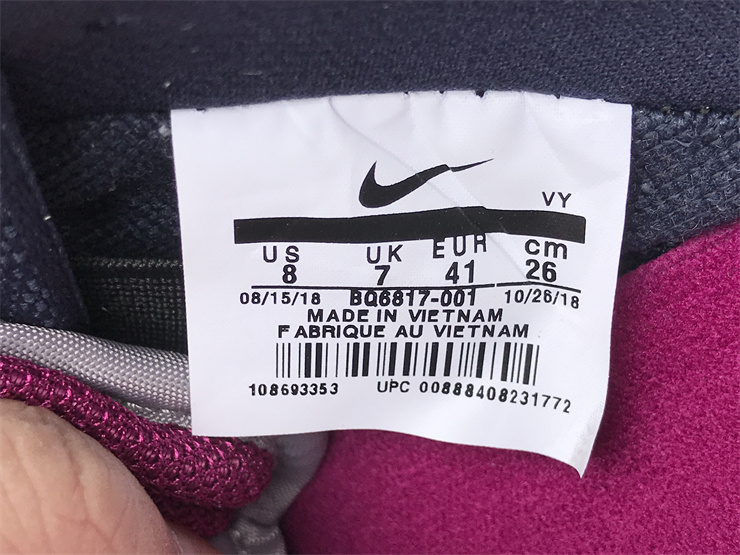 VY
US UK EUR cm
8 7 41 26
08/15/18 BQ6817-001 10/26/18
MADE IN VIETNAM
FABRIQUE AU VIETNAM
108693353 UPC 00888408231772